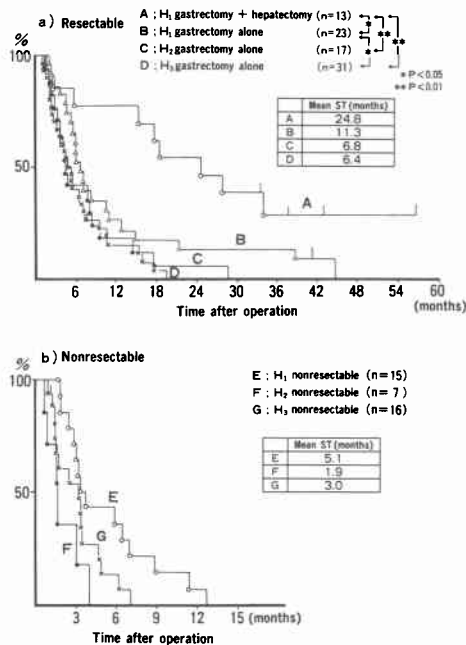 a) Resectable
A ; H₁ gastrectomy + hepatectomy (n=13)
B ; H₁ gastrectomy alone (n=23)
C ; H₂ gastrectomy alone (n=17)
D ; H₃ gastrectomy alone (n=31)
* ** **
*
* P<0.05
** P<0.01
%
100
50
Mean ST (months)
A 24.8
B 11.3
C 6.8
D 6.4
A
B
C
D
6 12 18 24 30 36 42 48 54 60
Time after operation (months)
b) Nonresectable
%
100
50
E ; H₁ nonresectable (n=15)
F ; H₂ nonresectable (n= 7)
G ; H₃ nonresectable (n=16)
Mean ST (months)
E 5.1
F 1.9
G 3.0
E
F
G
3 6 9 12 15 (months)
Time after operation